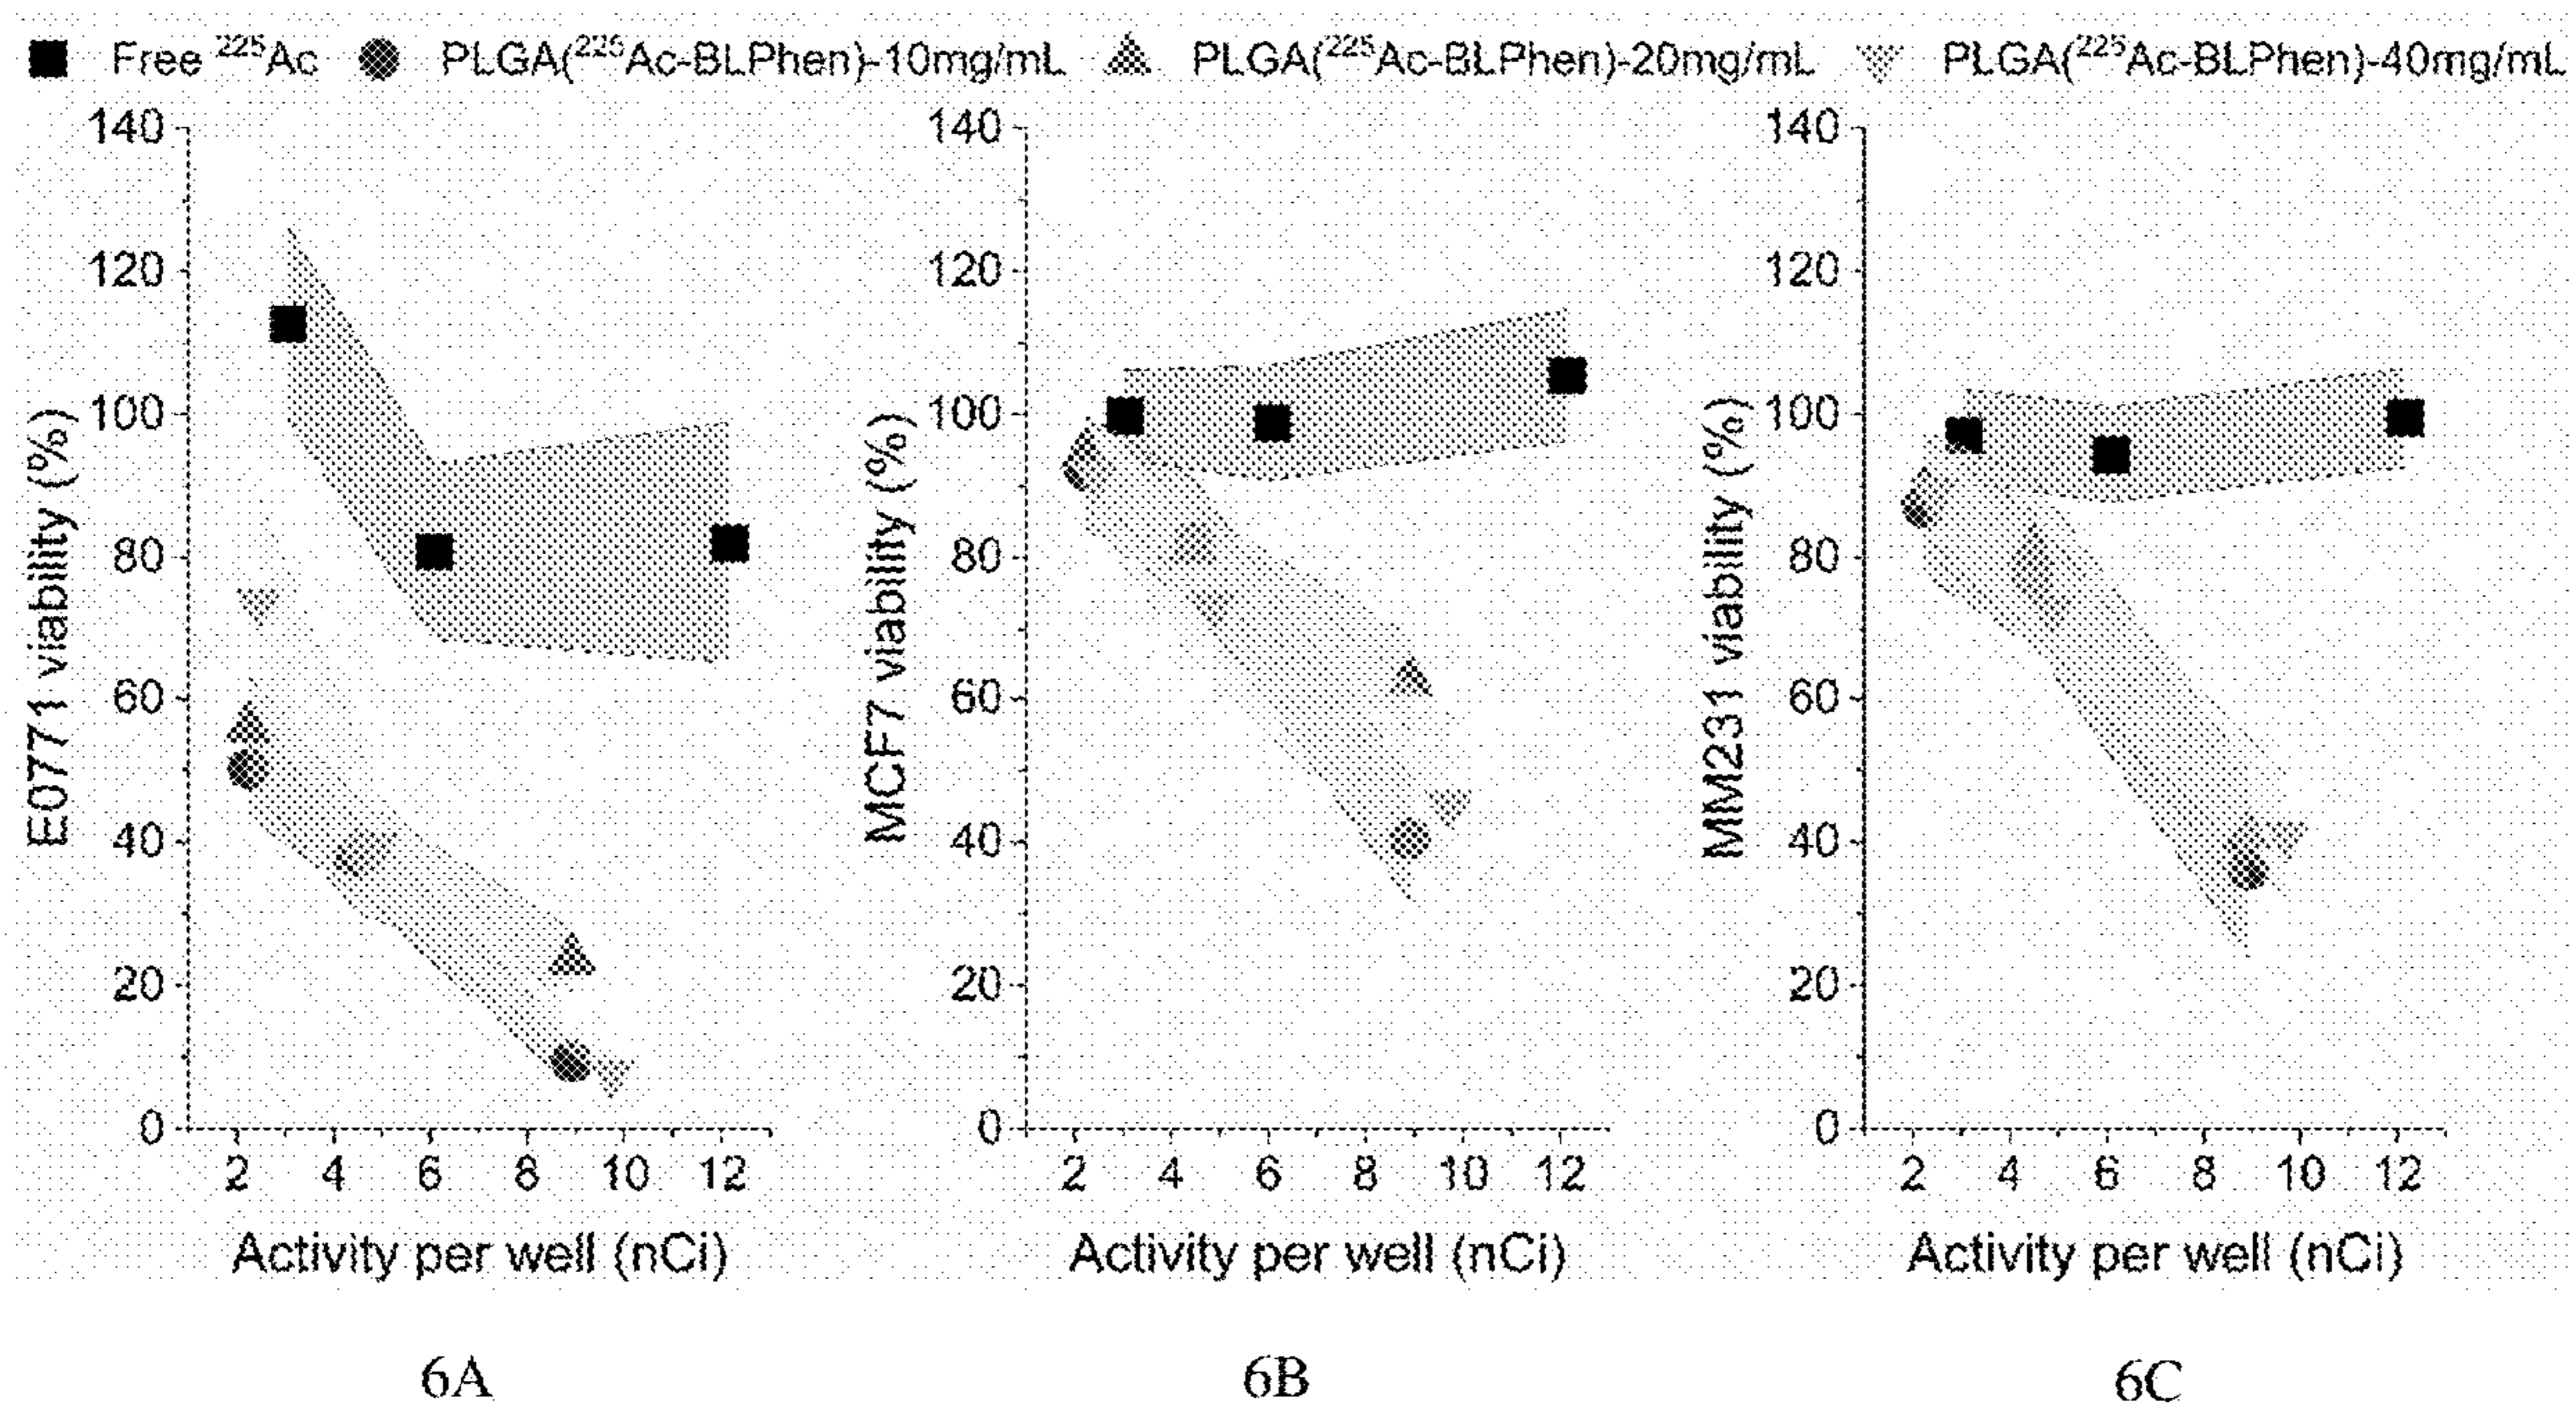 Free ²²⁵Ac PLGA(²²⁵Ac-BLPhen)-10mg/mL PLGA(²²⁵Ac-BLPhen)-20mg/mL PLGA(²²⁵Ac-BLPhen)-40mg/mL
E0771 viability (%)
140
120
100
80
60
40
20
0
2 4 6 8 10 12
Activity per well (nCi)
6A
MCF7 viability (%)
140
120
100
80
60
40
20
0
2 4 6 8 10 12
Activity per well (nCi)
6B
MM231 viability (%)
140
120
100
80
60
40
20
0
2 4 6 8 10 12
Activity per well (nCi)
6C